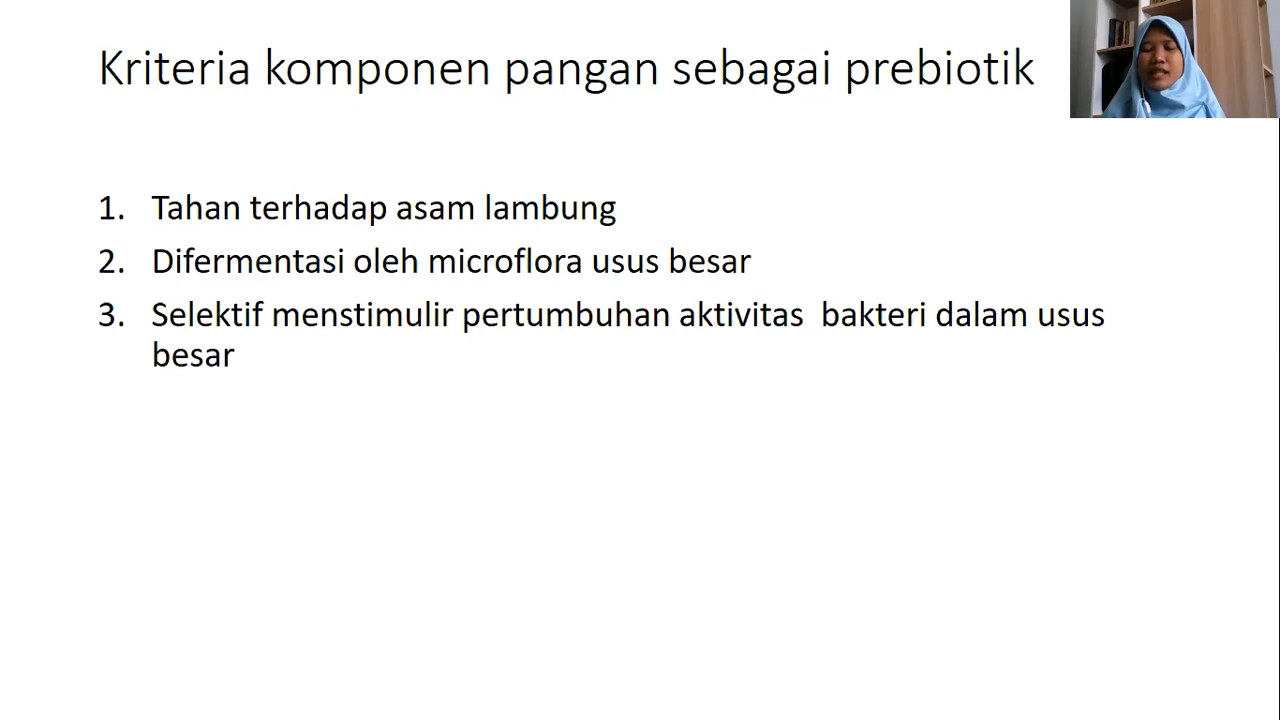 Kriteria komponen pangan sebagai prebiotik
1. Tahan terhadap asam lambung
2. Difermentasi oleh microflora usus besar
3. Selektif menstimulir pertumbuhan aktivitas bakteri dalam usus
besar